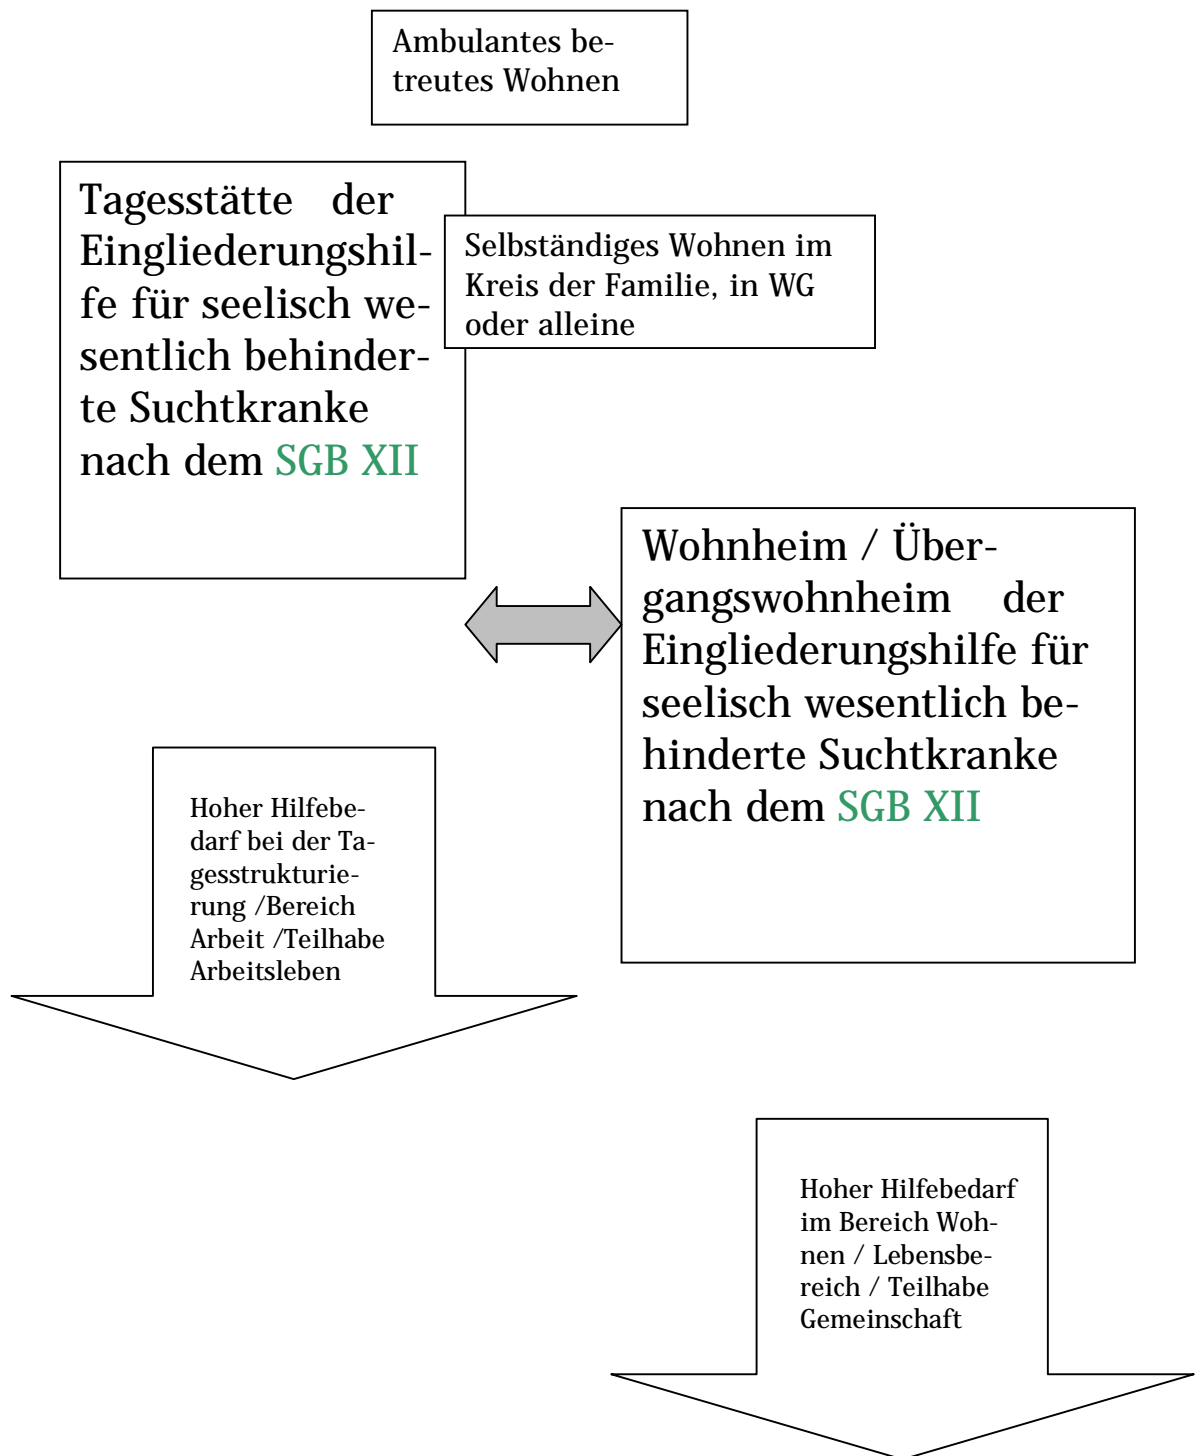 Ambulantes be-
treutes Wohnen
Tagesstätte der
Eingliederungshil-
fe für seelisch we-
sentlich behinder-
te Suchtkranke
nach dem SGB XII
Selbständiges Wohnen im
Kreis der Familie, in WG
oder alleine
Wohnheim / Über-
gangswohnheim der
Eingliederungshilfe für
seelisch wesentlich be-
hinderte Suchtkranke
nach dem SGB XII
Hoher Hilfebe-
darf bei der Ta-
gesstrukturie-
rung /Bereich
Arbeit /Teilhabe
Arbeitsleben
Hoher Hilfebedarf
im Bereich Woh-
nen / Lebensbe-
reich / Teilhabe
Gemeinschaft